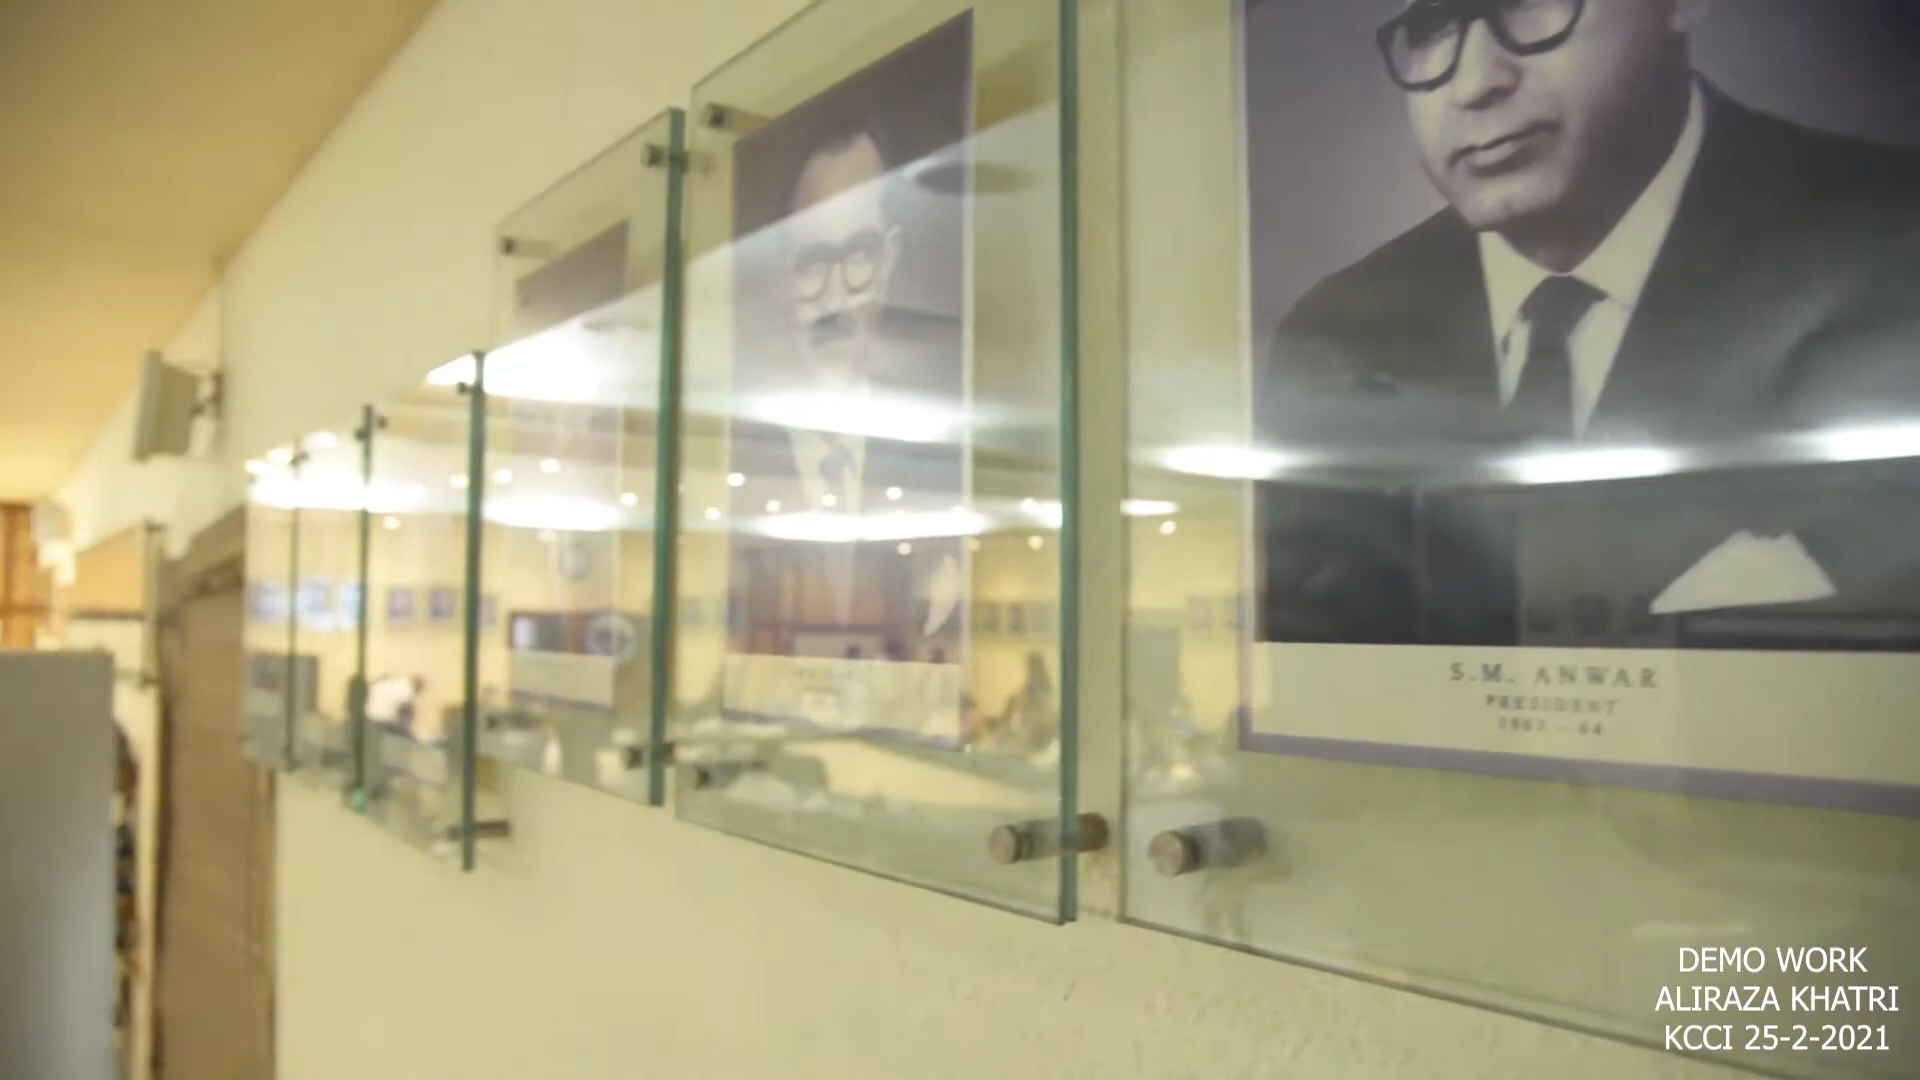 S.M. ANWAR
PRESIDENT
DEMO WORK
ALIRAZA KHATRI
KCCI 25-2-2021